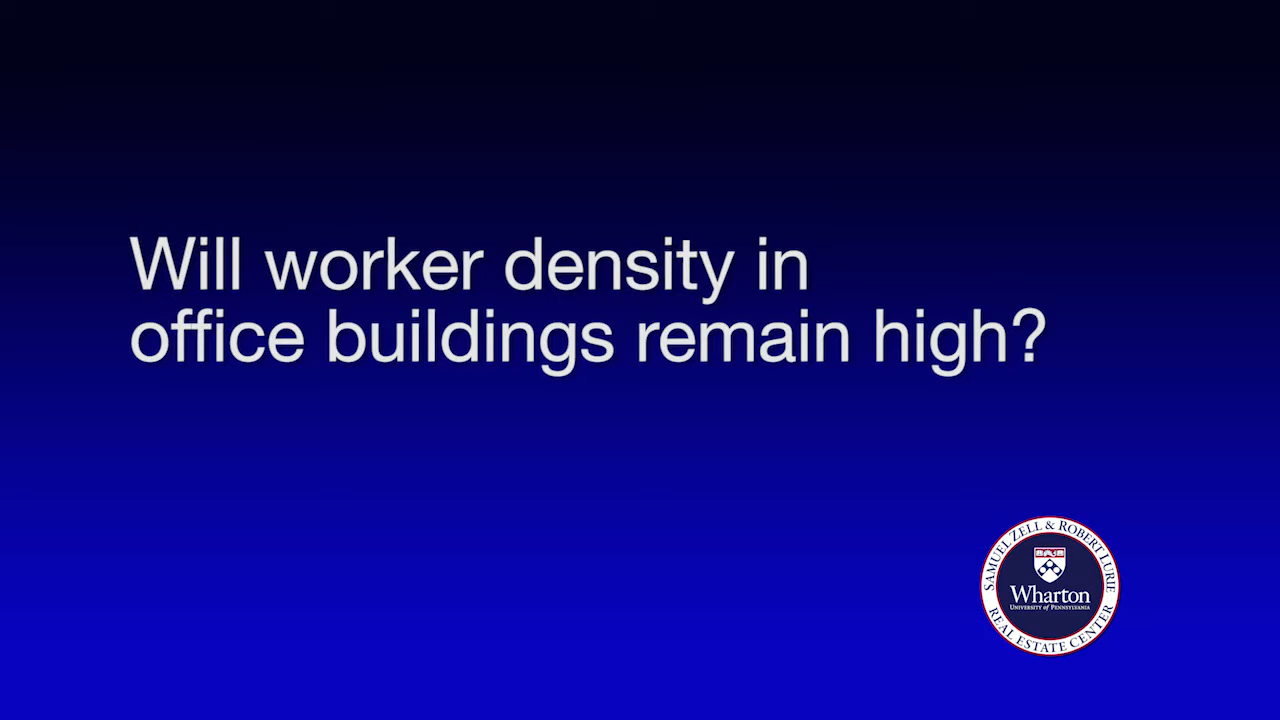 Will worker density in
office buildings remain high?
SAMUEL ZELL & ROBERT LURIE
Wharton
UNIVERSITY of PENNSYLVANIA
REAL ESTATE CENTER